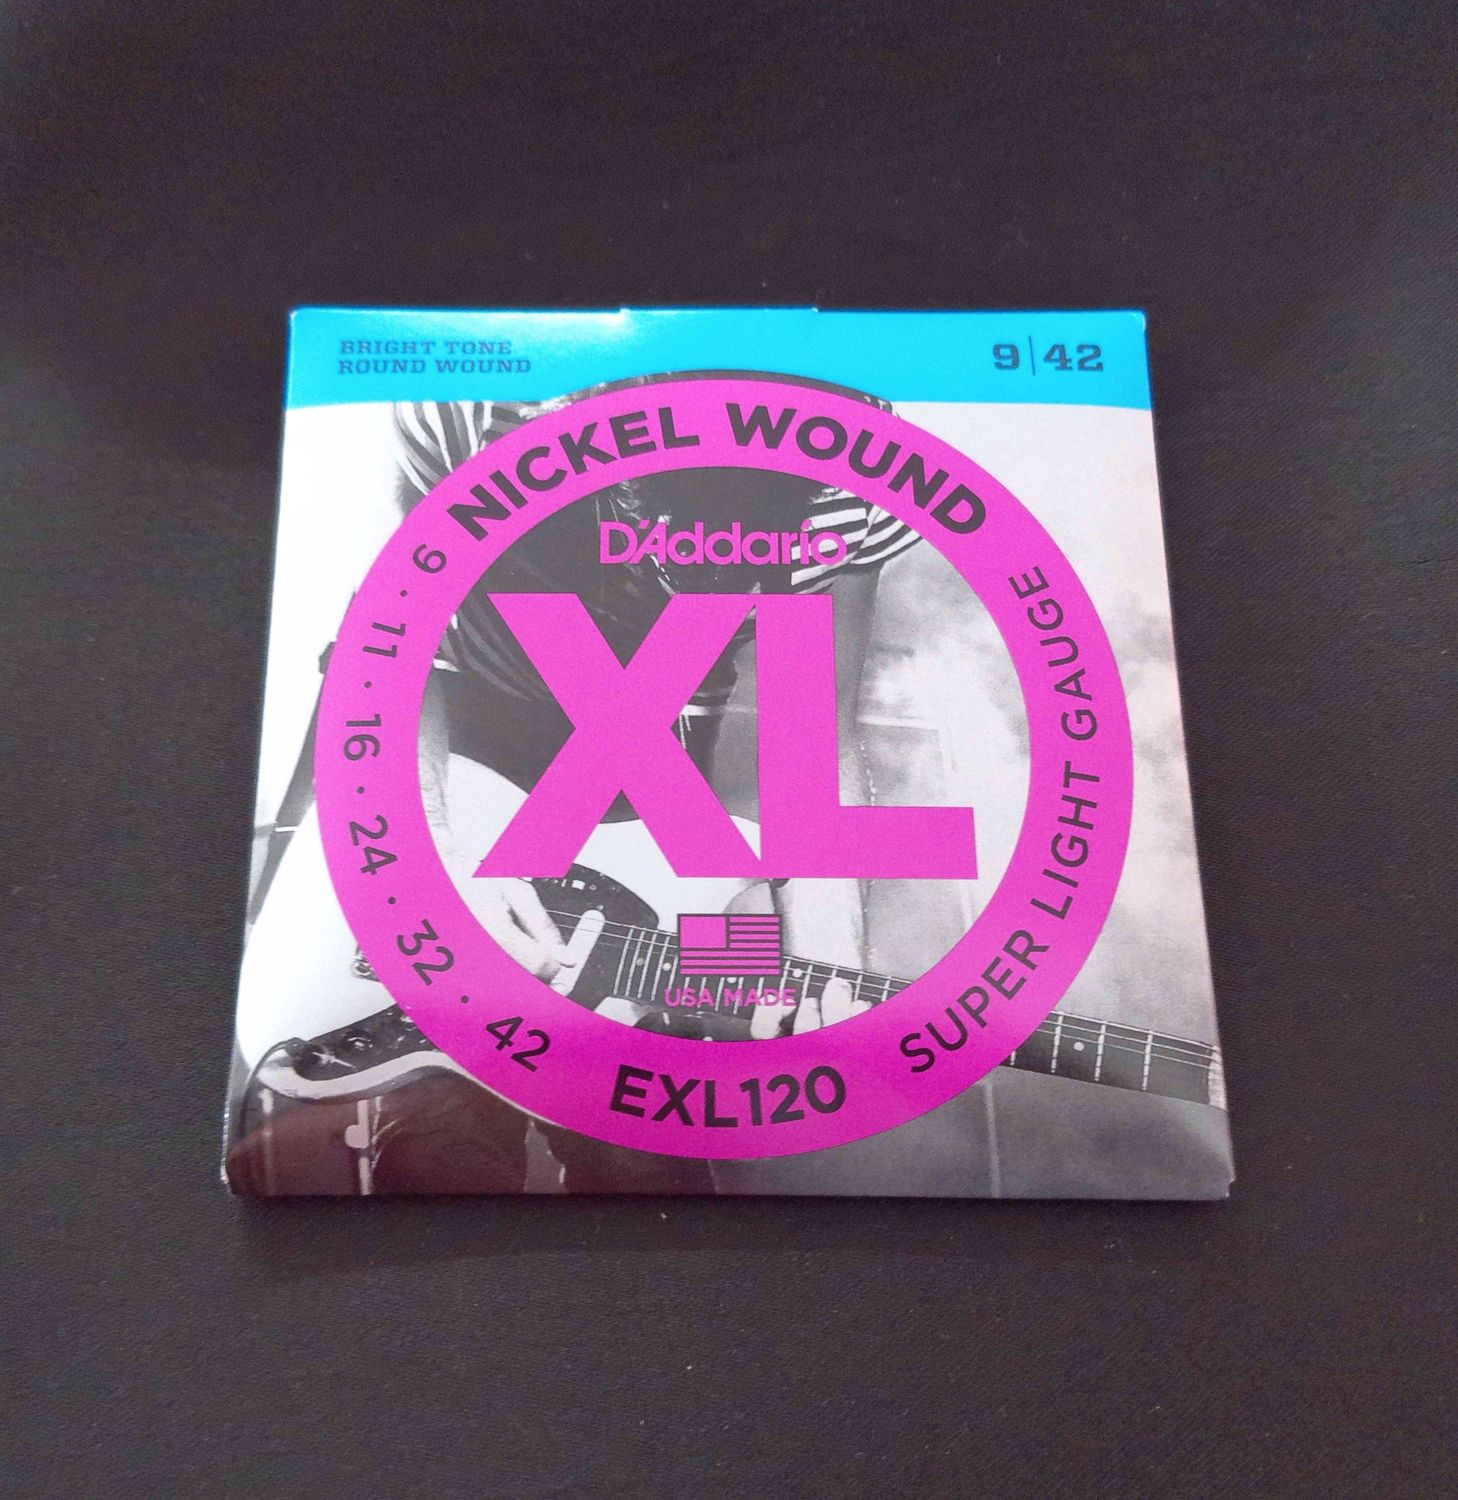 BRIGHT TONE
ROUND WOUND
9|42
NICKEL WOUND
D'Addario
XL
USA MADE
9 · 11 · 16 · 24 · 32 · 42
EXL120
SUPER LIGHT GAUGE